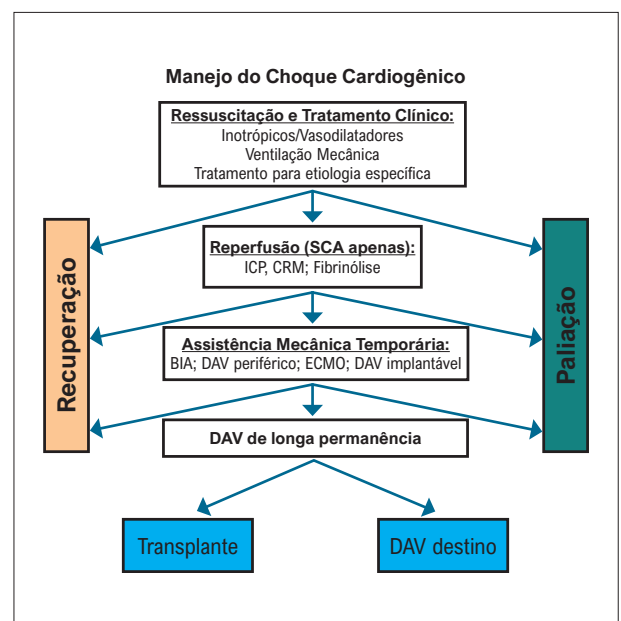 Manejo do Choque Cardiogênico
Ressuscitação e Tratamento Clínico:
Inotrópicos/Vasodilatadores
Ventilação Mecânica
Tratamento para etiologia específica
Recuperação
Paliação
Reperfusão (SCA apenas):
ICP, CRM; Fibrinólise
Assistência Mecânica Temporária:
BIA; DAV periférico; ECMO; DAV implantável
DAV de longa permanência
Transplante
DAV destino